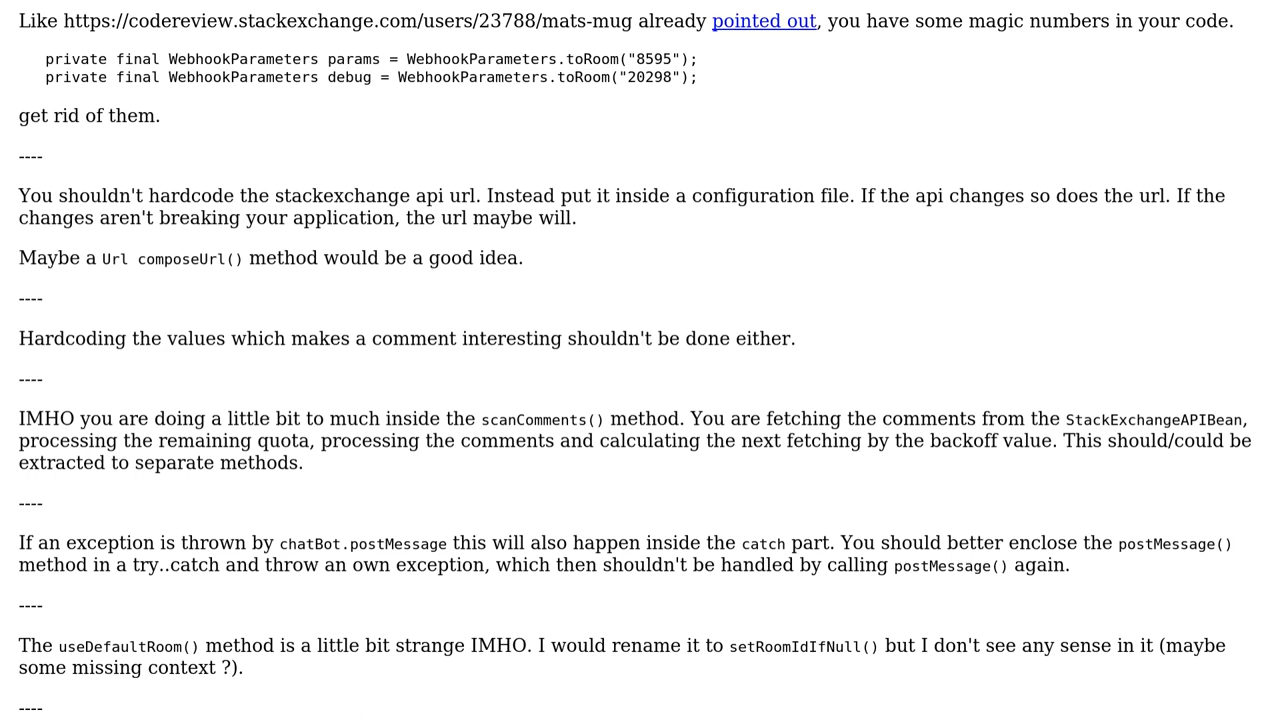 Like https://codereview.stackexchange.com/users/23788/mats-mug already pointed out, you have some magic numbers in your code.
private final WebhookParameters params = WebhookParameters.toRoom("8595");
private final WebhookParameters debug = WebhookParameters.toRoom("20298");
get rid of them.
----
You shouldn't hardcode the stackexchange api url. Instead put it inside a configuration file. If the api changes so does the url. If the
changes aren't breaking your application, the url maybe will.
Maybe a Url composeUrl() method would be a good idea.
----
Hardcoding the values which makes a comment interesting shouldn't be done either.
----
IMHO you are doing a little bit to much inside the scanComments() method. You are fetching the comments from the StackExchangeAPIBean,
processing the remaining quota, processing the comments and calculating the next fetching by the backoff value. This should/could be
extracted to separate methods.
----
If an exception is thrown by chatBot.postMessage this will also happen inside the catch part. You should better enclose the postMessage()
method in a try..catch and throw an own exception, which then shouldn't be handled by calling postMessage() again.
----
The useDefaultRoom() method is a little bit strange IMHO. I would rename it to setRoomIdIfNull() but I don't see any sense in it (maybe
some missing context ?).
----